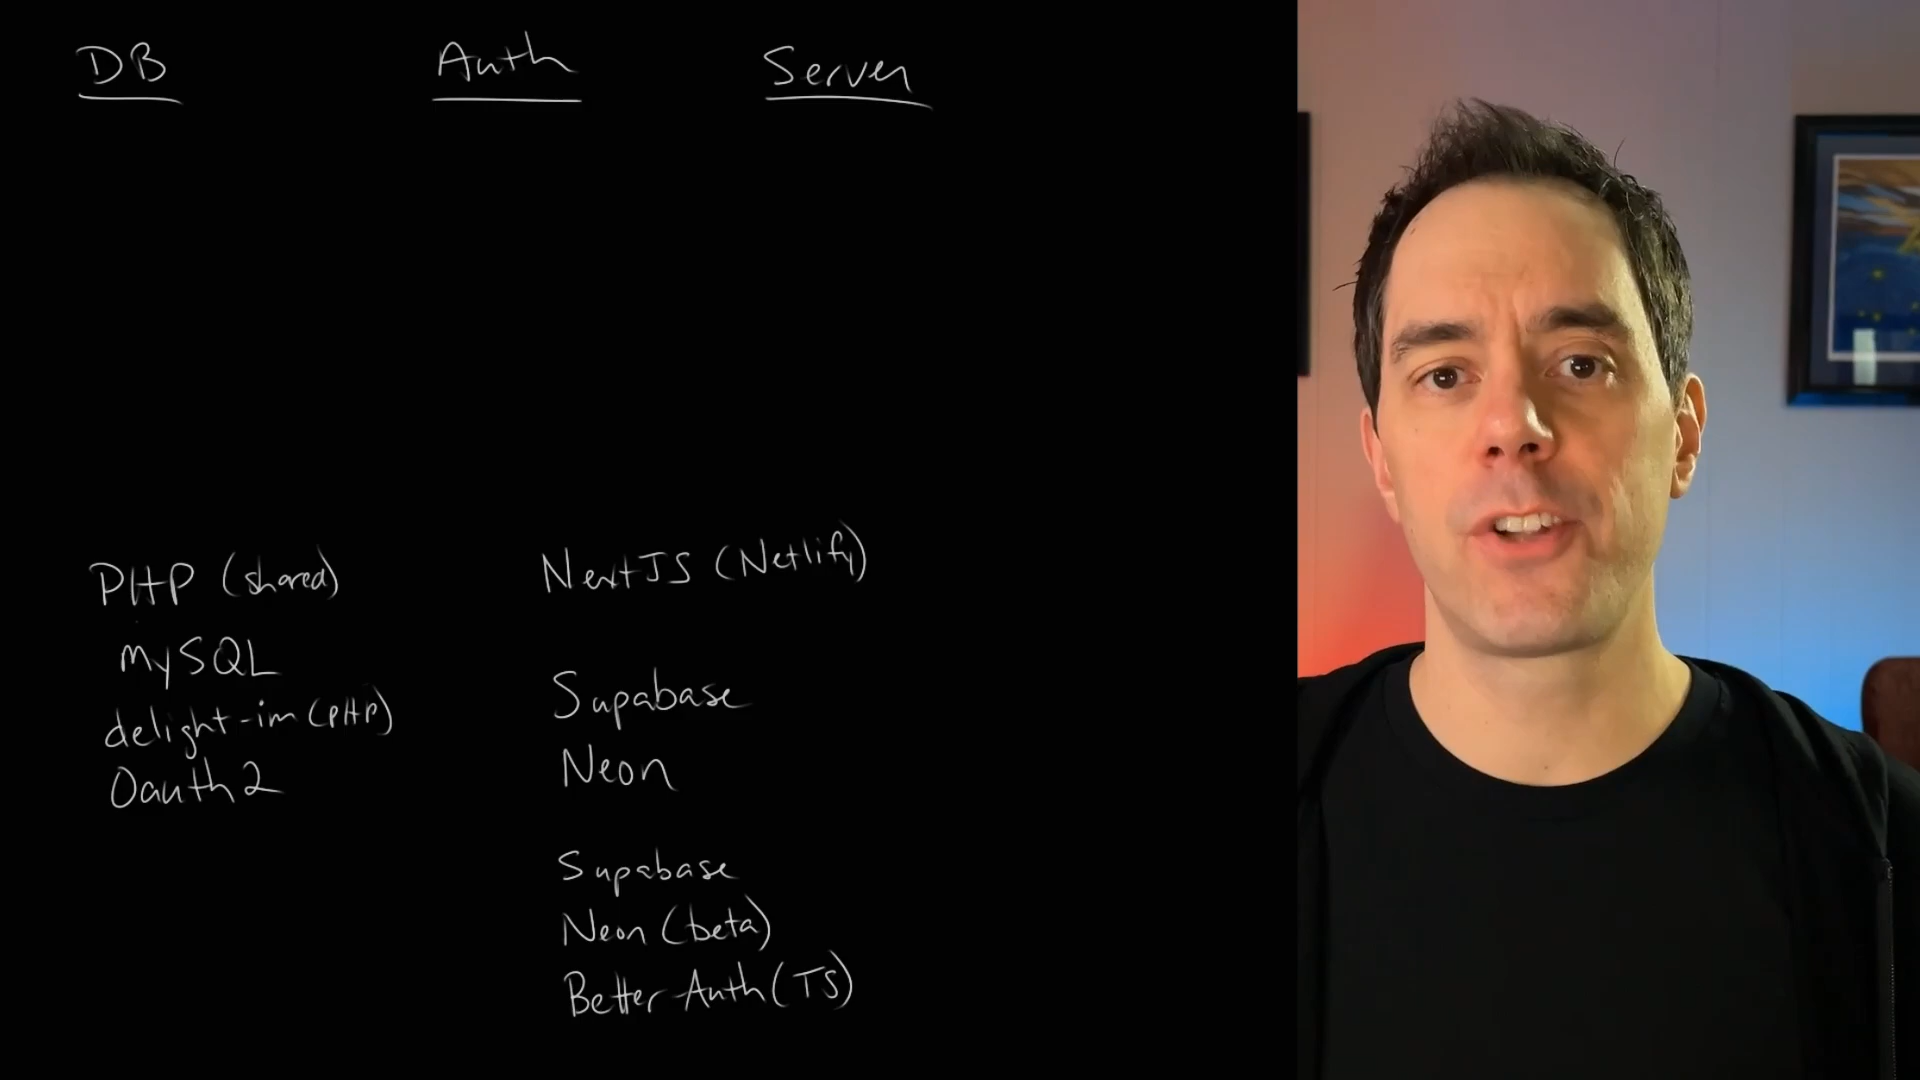 DB
Auth
Server
PHP (shared)
mySQL
delight-im (PHP)
Oauth2
NextJS (Netlify)
Supabase
Neon
Supabase
Neon (beta)
Better Auth (TS)